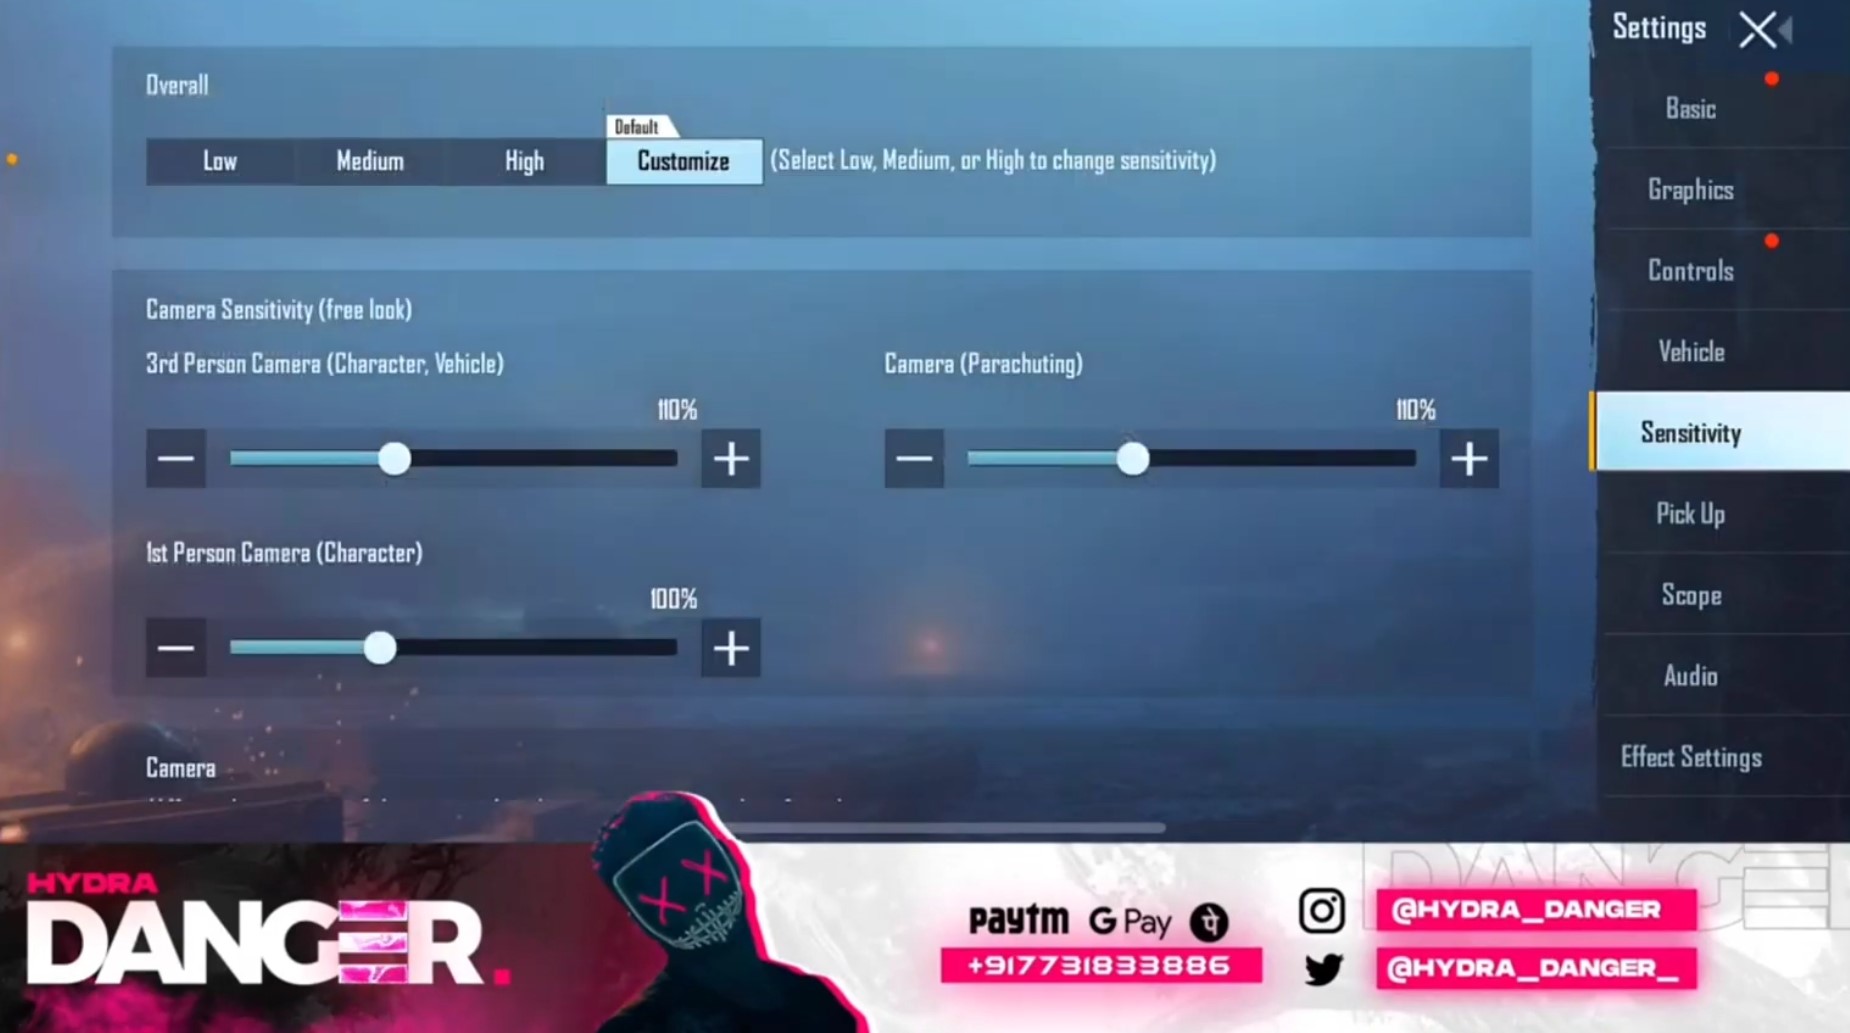 Settings
Overall
Default
Low Medium High Customize (Select Low, Medium, or High to change sensitivity)
Camera Sensitivity (free look)
3rd Person Camera (Character, Vehicle)
110%
Camera (Parachuting)
110%
1st Person Camera (Character)
100%
Camera
Basic
Graphics
Controls
Vehicle
Sensitivity
Pick Up
Scope
Audio
Effect Settings
HYDRA
DANGER.
paytm G Pay पे
+917731833886
@HYDRA_DANGER
@HYDRA_DANGER_
DANGE